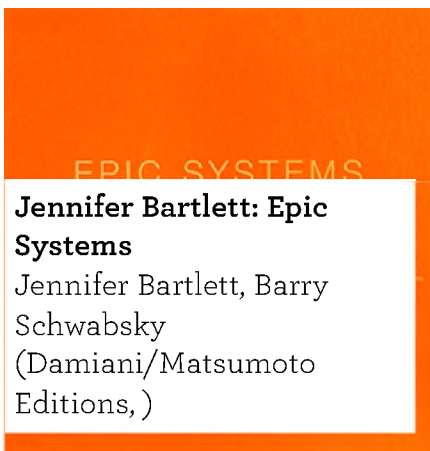 EPIC SYSTEMS
Jennifer Bartlett: Epic
Systems
Jennifer Bartlett, Barry
Schwabsky
(Damiani/Matsumoto
Editions, )